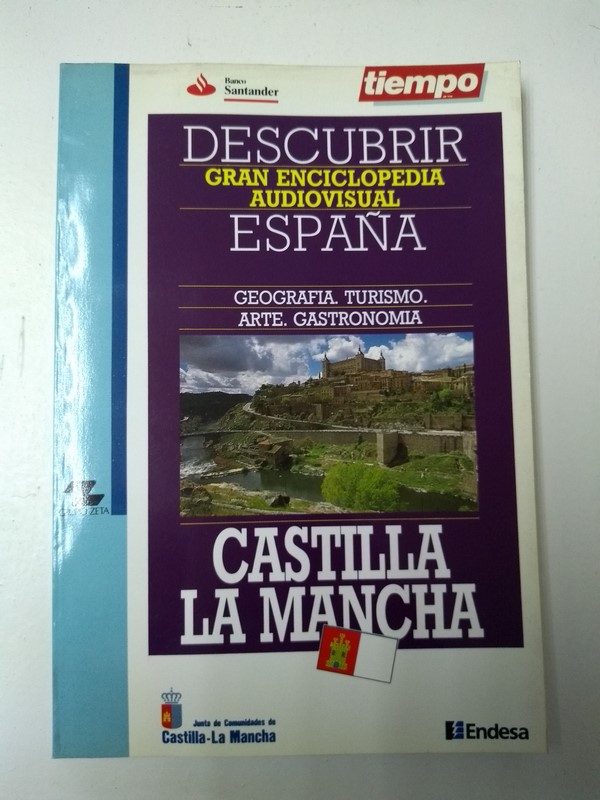 Banco
Santander
tiempo
DESCUBRIR
GRAN ENCICLOPEDIA
AUDIOVISUAL
ESPAÑA
GEOGRAFIA. TURISMO.
ARTE. GASTRONOMIA
GRUPO ZETA
CASTILLA
LA MANCHA
Junta de Comunidades de
Castilla-La Mancha
Endesa